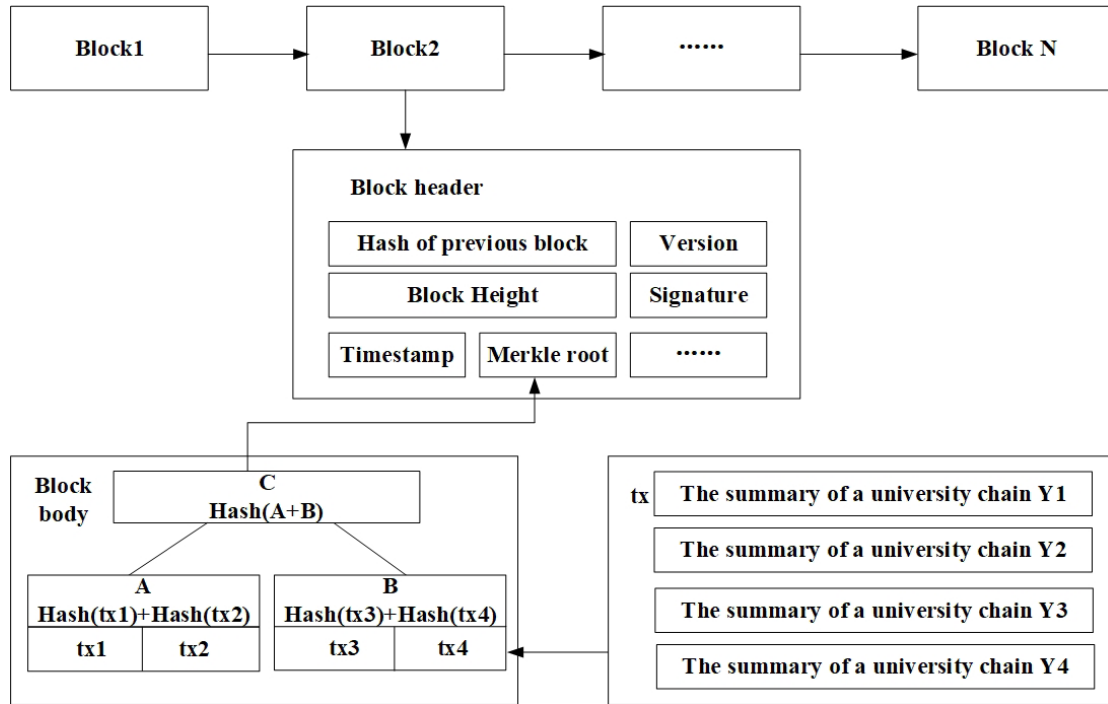 Block1
Block2
......
Block N
Block header
Hash of previous block
Version
Block Height
Signature
Timestamp
Merkle root
......
Block
body
C
Hash(A+B)
A
Hash(tx1)+Hash(tx2)
tx1
tx2
B
Hash(tx3)+Hash(tx4)
tx3
tx4
tx
The summary of a university chain Y1
The summary of a university chain Y2
The summary of a university chain Y3
The summary of a university chain Y4